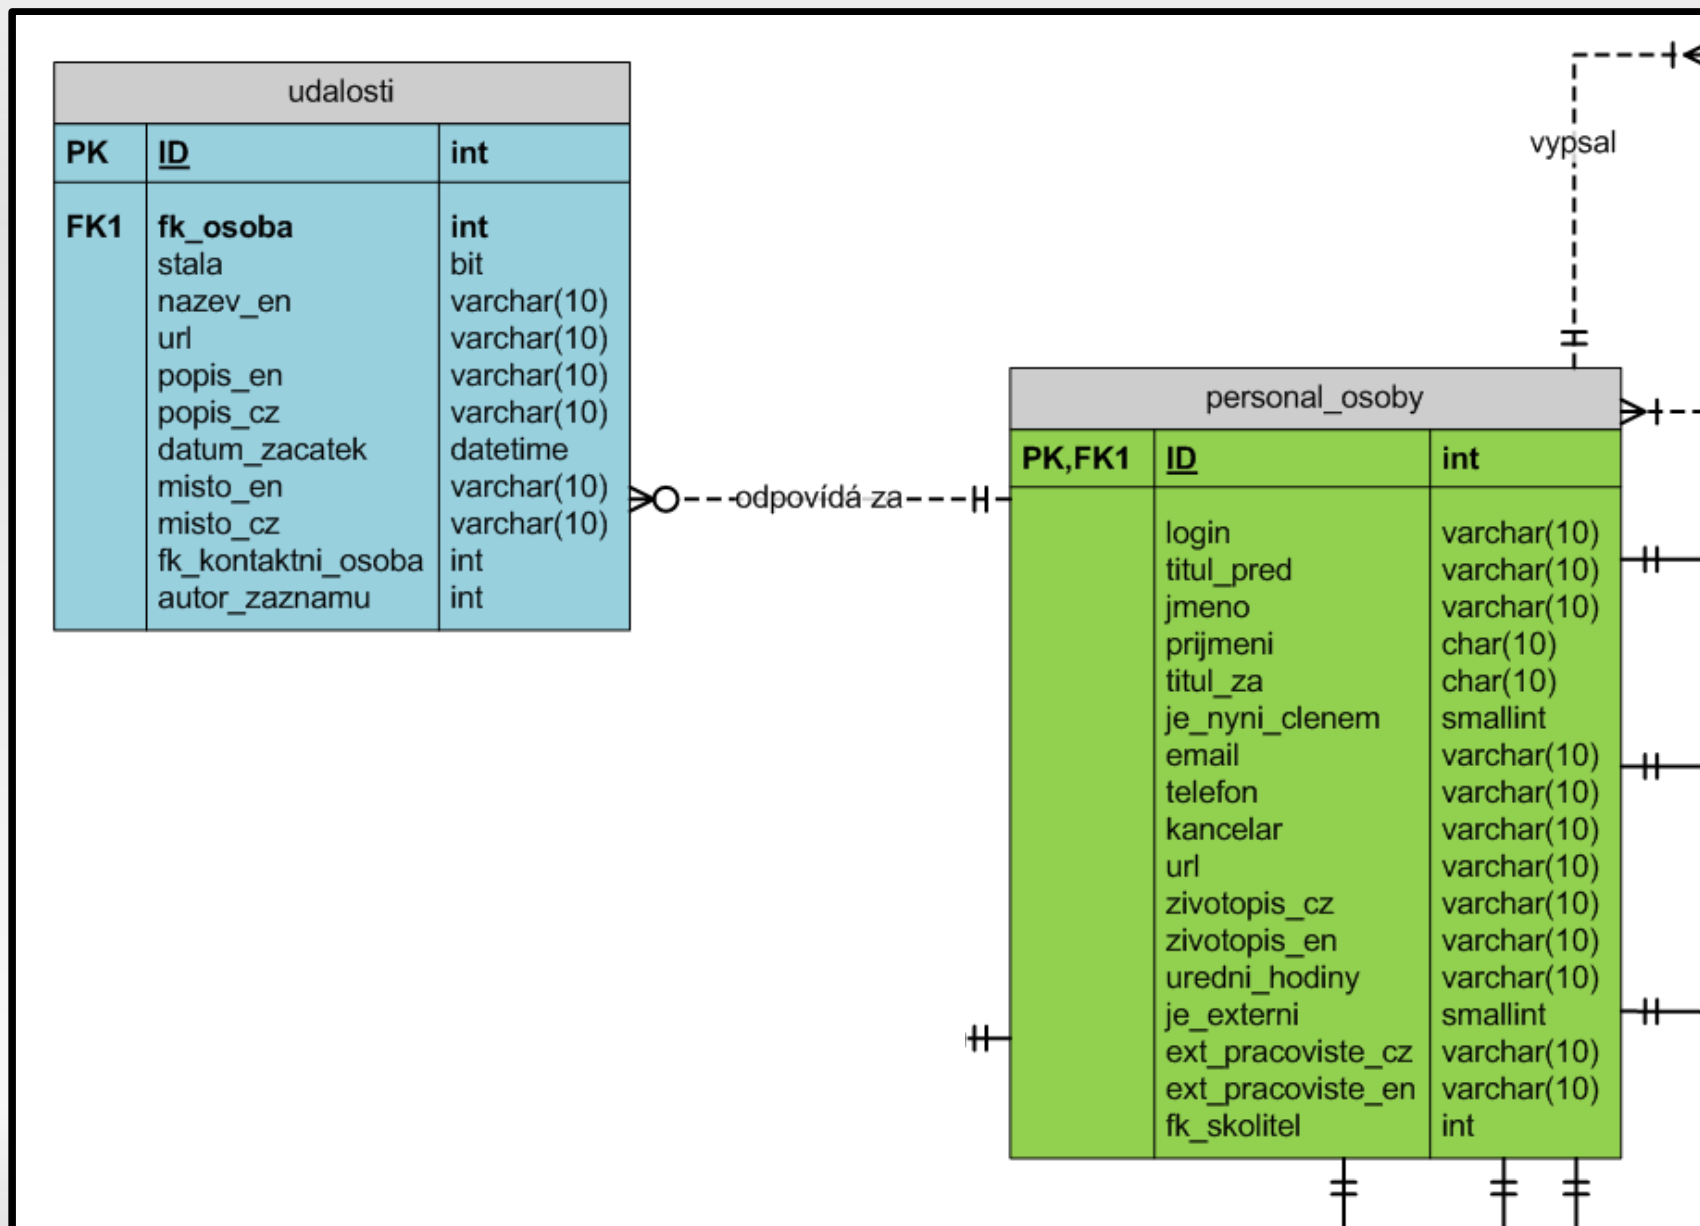 udalosti
PK ID int
FK1 fk_osoba int
stala bit
nazev_en varchar(10)
url varchar(10)
popis_en varchar(10)
popis_cz varchar(10)
datum_zacatek datetime
misto_en varchar(10)
misto_cz varchar(10)
fk_kontaktni_osoba int
autor_zaznamu int
odpovídá za
vypsal
personal_osoby
PK,FK1 ID int
login varchar(10)
titul_pred varchar(10)
jmeno varchar(10)
prijmeni char(10)
titul_za char(10)
je_nyni_clenem smallint
email varchar(10)
telefon varchar(10)
kancelar varchar(10)
url varchar(10)
zivotopis_cz varchar(10)
zivotopis_en varchar(10)
uredni_hodiny varchar(10)
je_externi smallint
ext_pracoviste_cz varchar(10)
ext_pracoviste_en varchar(10)
fk_skolitel int